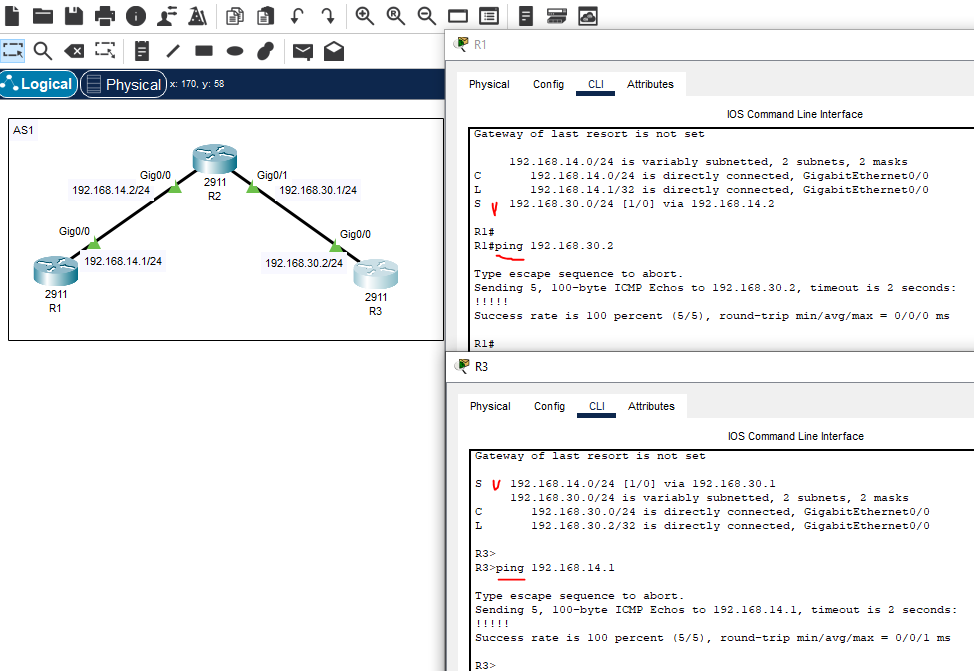 R1
Logical
Physical
x: 170, y: 58
Physical Config CLI Attributes
IOS Command Line Interface
AS1
Gig0/0
Gig0/1
192.168.14.2/24
2911
R2
192.168.30.1/24
Gig0/0
Gig0/0
192.168.14.1/24
192.168.30.2/24
2911
R1
2911
R3
Gateway of last resort is not set
192.168.14.0/24 is variably subnetted, 2 subnets, 2 masks
C 192.168.14.0/24 is directly connected, GigabitEthernet0/0
L 192.168.14.1/32 is directly connected, GigabitEthernet0/0
S 192.168.30.0/24 [1/0] via 192.168.14.2
R1#
R1#ping 192.168.30.2
Type escape sequence to abort.
Sending 5, 100-byte ICMP Echos to 192.168.30.2, timeout is 2 seconds:
!!!!!
Success rate is 100 percent (5/5), round-trip min/avg/max = 0/0/0 ms
R1#
R3
Physical Config CLI Attributes
IOS Command Line Interface
Gateway of last resort is not set
S 192.168.14.0/24 [1/0] via 192.168.30.1
192.168.30.0/24 is variably subnetted, 2 subnets, 2 masks
C 192.168.30.0/24 is directly connected, GigabitEthernet0/0
L 192.168.30.2/32 is directly connected, GigabitEthernet0/0
R3>
R3>ping 192.168.14.1
Type escape sequence to abort.
Sending 5, 100-byte ICMP Echos to 192.168.14.1, timeout is 2 seconds:
!!!!!
Success rate is 100 percent (5/5), round-trip min/avg/max = 0/0/1 ms
R3>